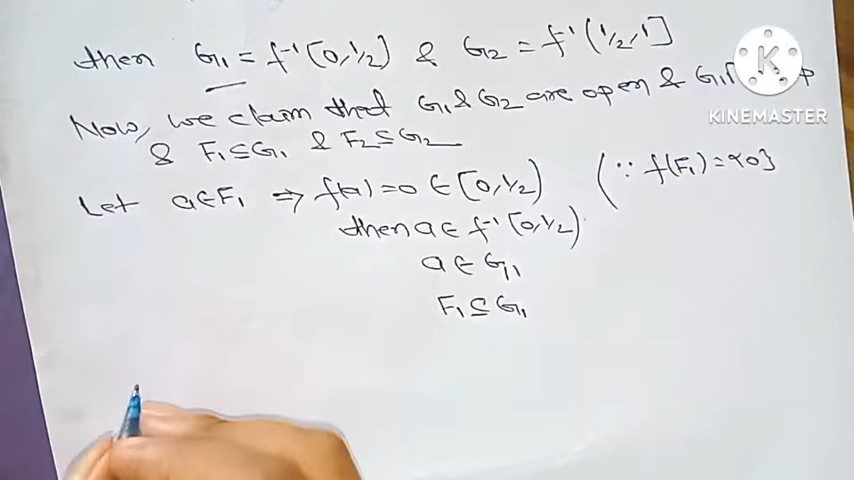 then G₁ = f⁻¹[0,1/2) & G₂ = f⁻¹(1/2,1]
Now, we claim that G₁ & G₂ are open & G₁
& F₁⊆G₁ & F₂⊆G₂
Let a∈F₁ ⇒ f(a)=0 ∈ [0,1/2) (∵ f(F₁)={0}
then a ∈ f⁻¹[0,1/2)
a ∈ G₁
F₁⊆G₁
K
KINEMASTER